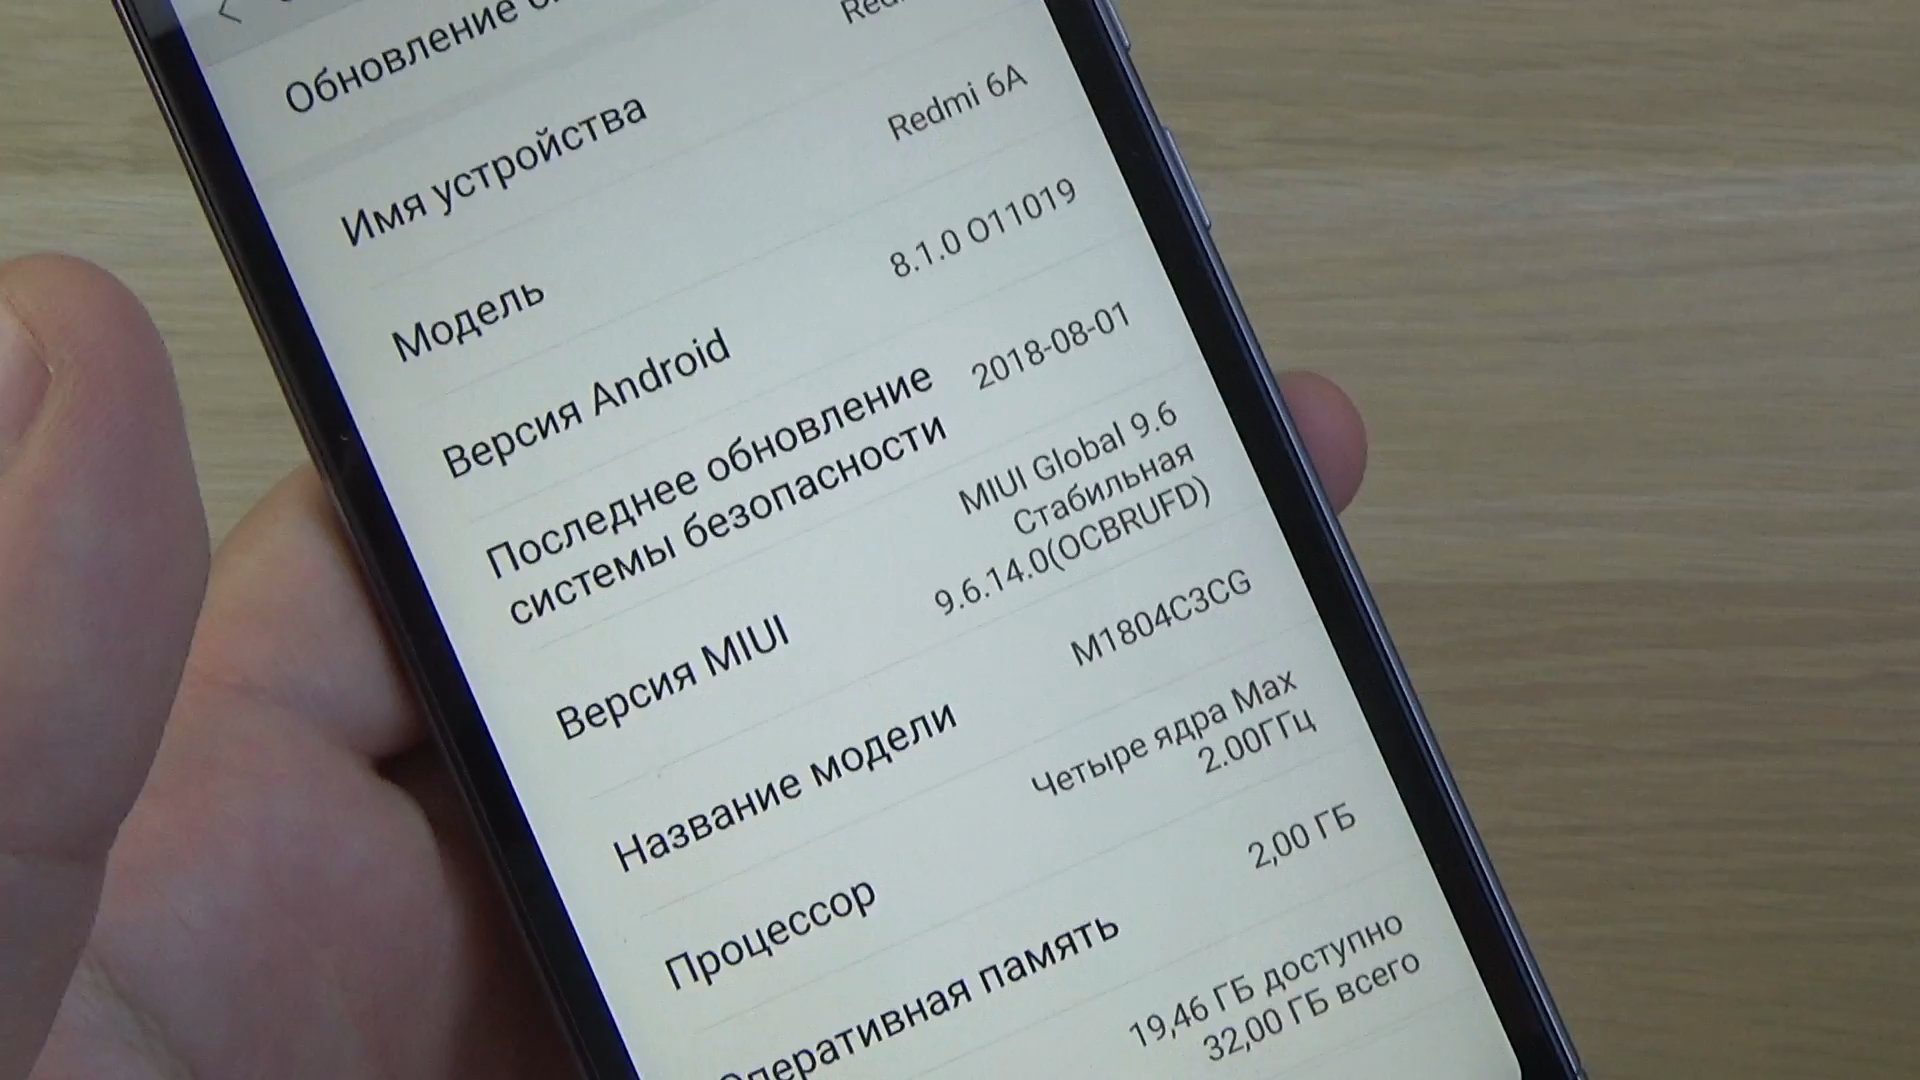 Обновление
Имя устройства
Модель
Redmi 6A
Версия Android
8.1.0 O11019
Последнее обновление
системы безопасности
2018-08-01
Версия MIUI
MIUI Global 9.6
Стабильная
9.6.14.0(OCBRUFD)
Название модели
M1804C3CG
Процессор
Четыре ядра Max
2.00ГГц
Оперативная память
2,00 ГБ
19,46 ГБ доступно
32,00 ГБ всего